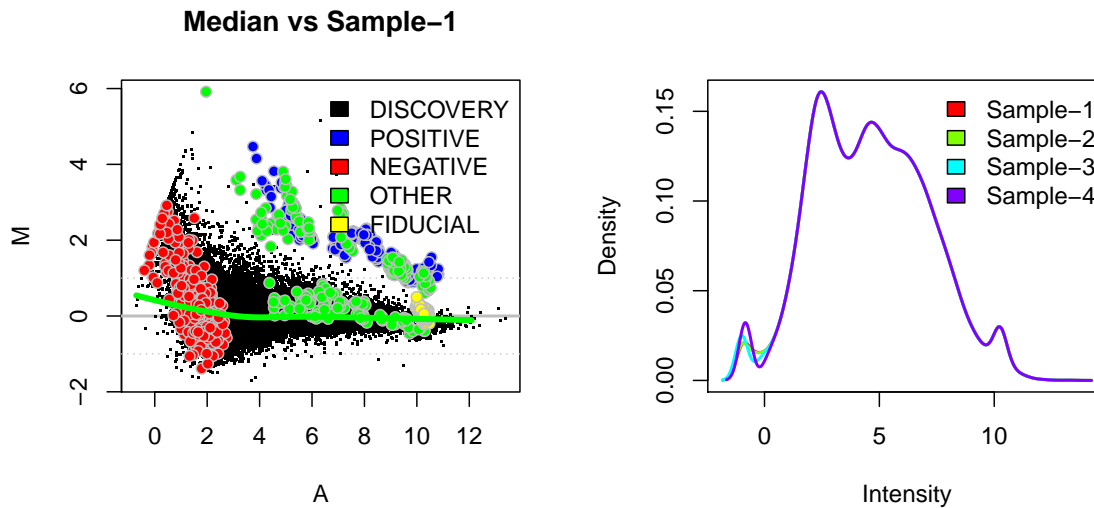 Median vs Sample−1
M
6
4
2
0
−2
0 2 4 6 8 10 12
A
DISCOVERY
POSITIVE
NEGATIVE
OTHER
FIDUCIAL
Density
0.15
0.10
0.05
0.00
0 5 10
Intensity
Sample−1
Sample−2
Sample−3
Sample−4